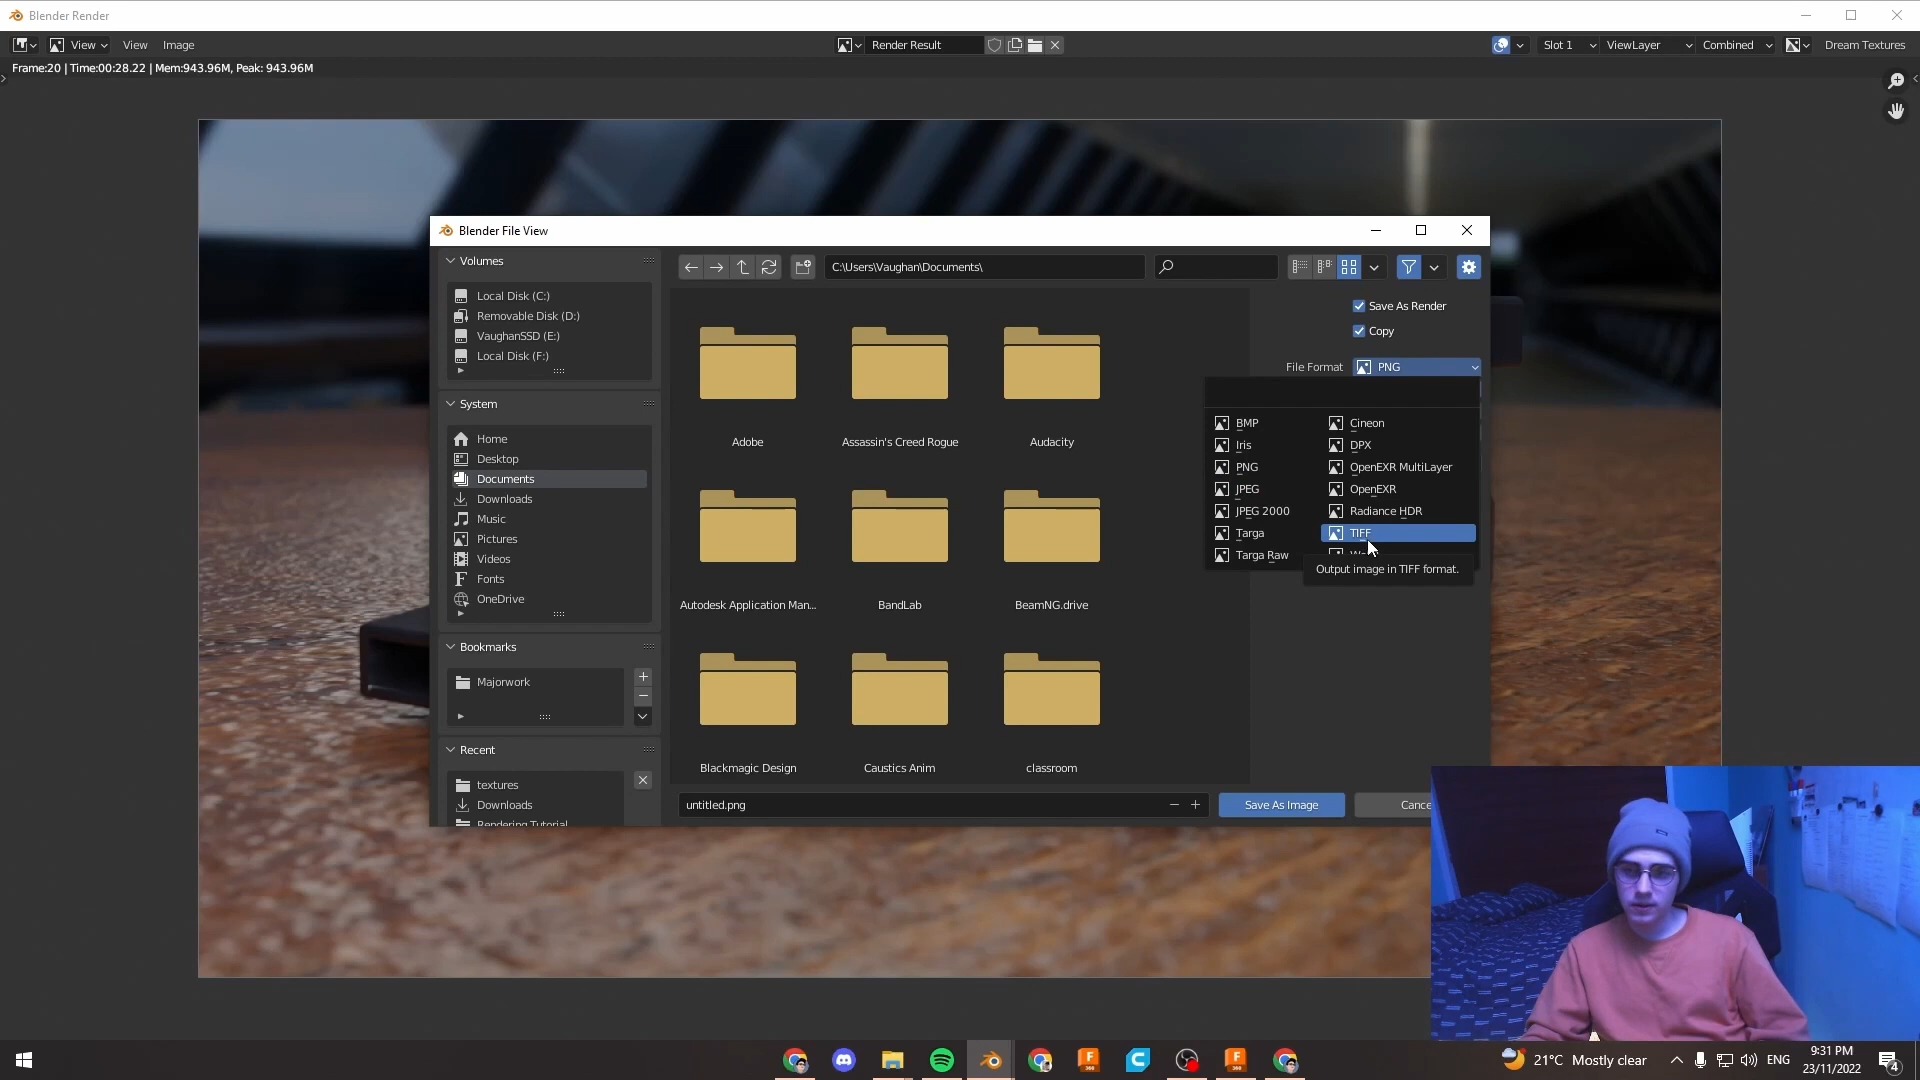 Blender Render
View
View
Image
Render Result
Slot 1
ViewLayer
Combined
Dream Textures
Frame:20 | Time:00:28.22 | Mem:943.96M, Peak: 943.96M
Blender File View
Volumes
Local Disk (C:)
Removable Disk (D:)
VaughanSSD (E:)
Local Disk (F:)
System
Home
Desktop
Documents
Downloads
Music
Pictures
Videos
Fonts
OneDrive
Bookmarks
Majorwork
Recent
textures
Downloads
Rendering Tutorial
C:\Users\Vaughan\Documents\
Adobe
Assassin's Creed Rogue
Audacity
Autodesk Application Man...
BandLab
BeamNG.drive
Blackmagic Design
Caustics Anim
classroom
Save As Render
Copy
File Format
PNG
BMP
Iris
PNG
JPEG
JPEG 2000
Targa
Targa Raw
Cineon
DPX
OpenEXR MultiLayer
OpenEXR
Radiance HDR
TIFF
Output image in TIFF format.
untitled.png
Save As Image
Cance
21°C Mostly clear
ENG
9:31 PM
23/11/2022
4